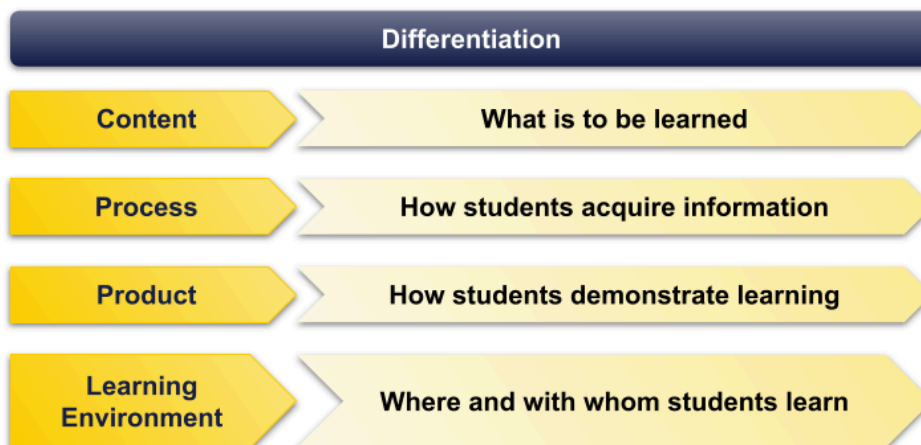 Differentiation
Content
What is to be learned
Process
How students acquire information
Product
How students demonstrate learning
Learning
Environment
Where and with whom students learn